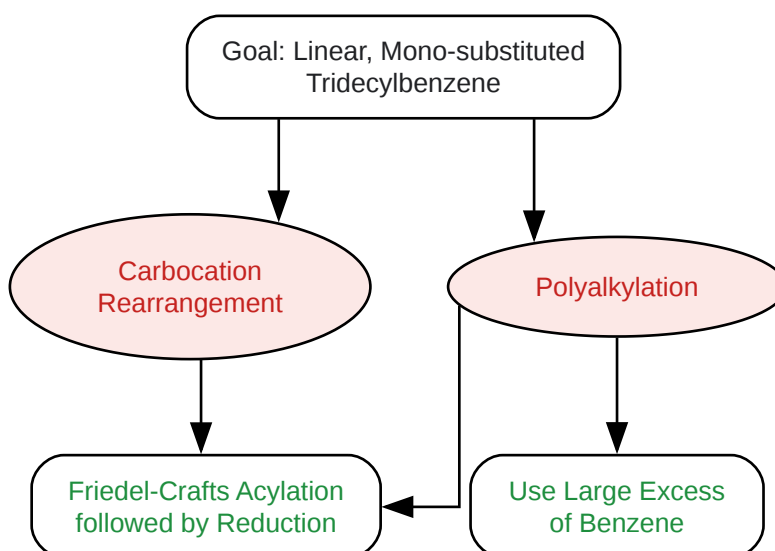 Goal: Linear, Mono-substituted
Tridecylbenzene
Carbocation
Rearrangement
Polyalkylation
Friedel-Crafts Acylation
followed by Reduction
Use Large Excess
of Benzene